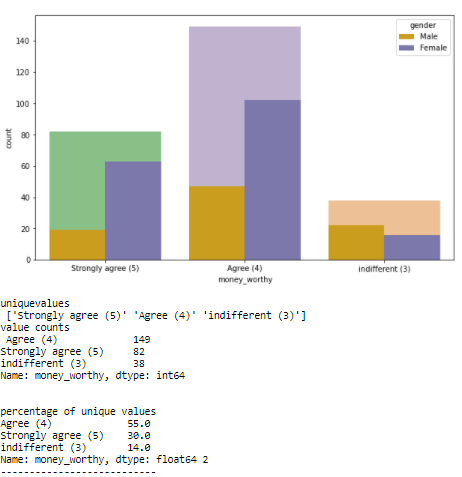 gender
Male
Female
140
120
100
80
60
40
20
0
count
Strongly agree (5) Agree (4) indifferent (3)
money_worthy
uniquevalues
['Strongly agree (5)' 'Agree (4)' 'indifferent (3)']
value counts
Agree (4) 149
Strongly agree (5) 82
indifferent (3) 38
Name: money_worthy, dtype: int64
percentage of unique values
Agree (4) 55.0
Strongly agree (5) 30.0
indifferent (3) 14.0
Name: money_worthy, dtype: float64 2
---------------------------